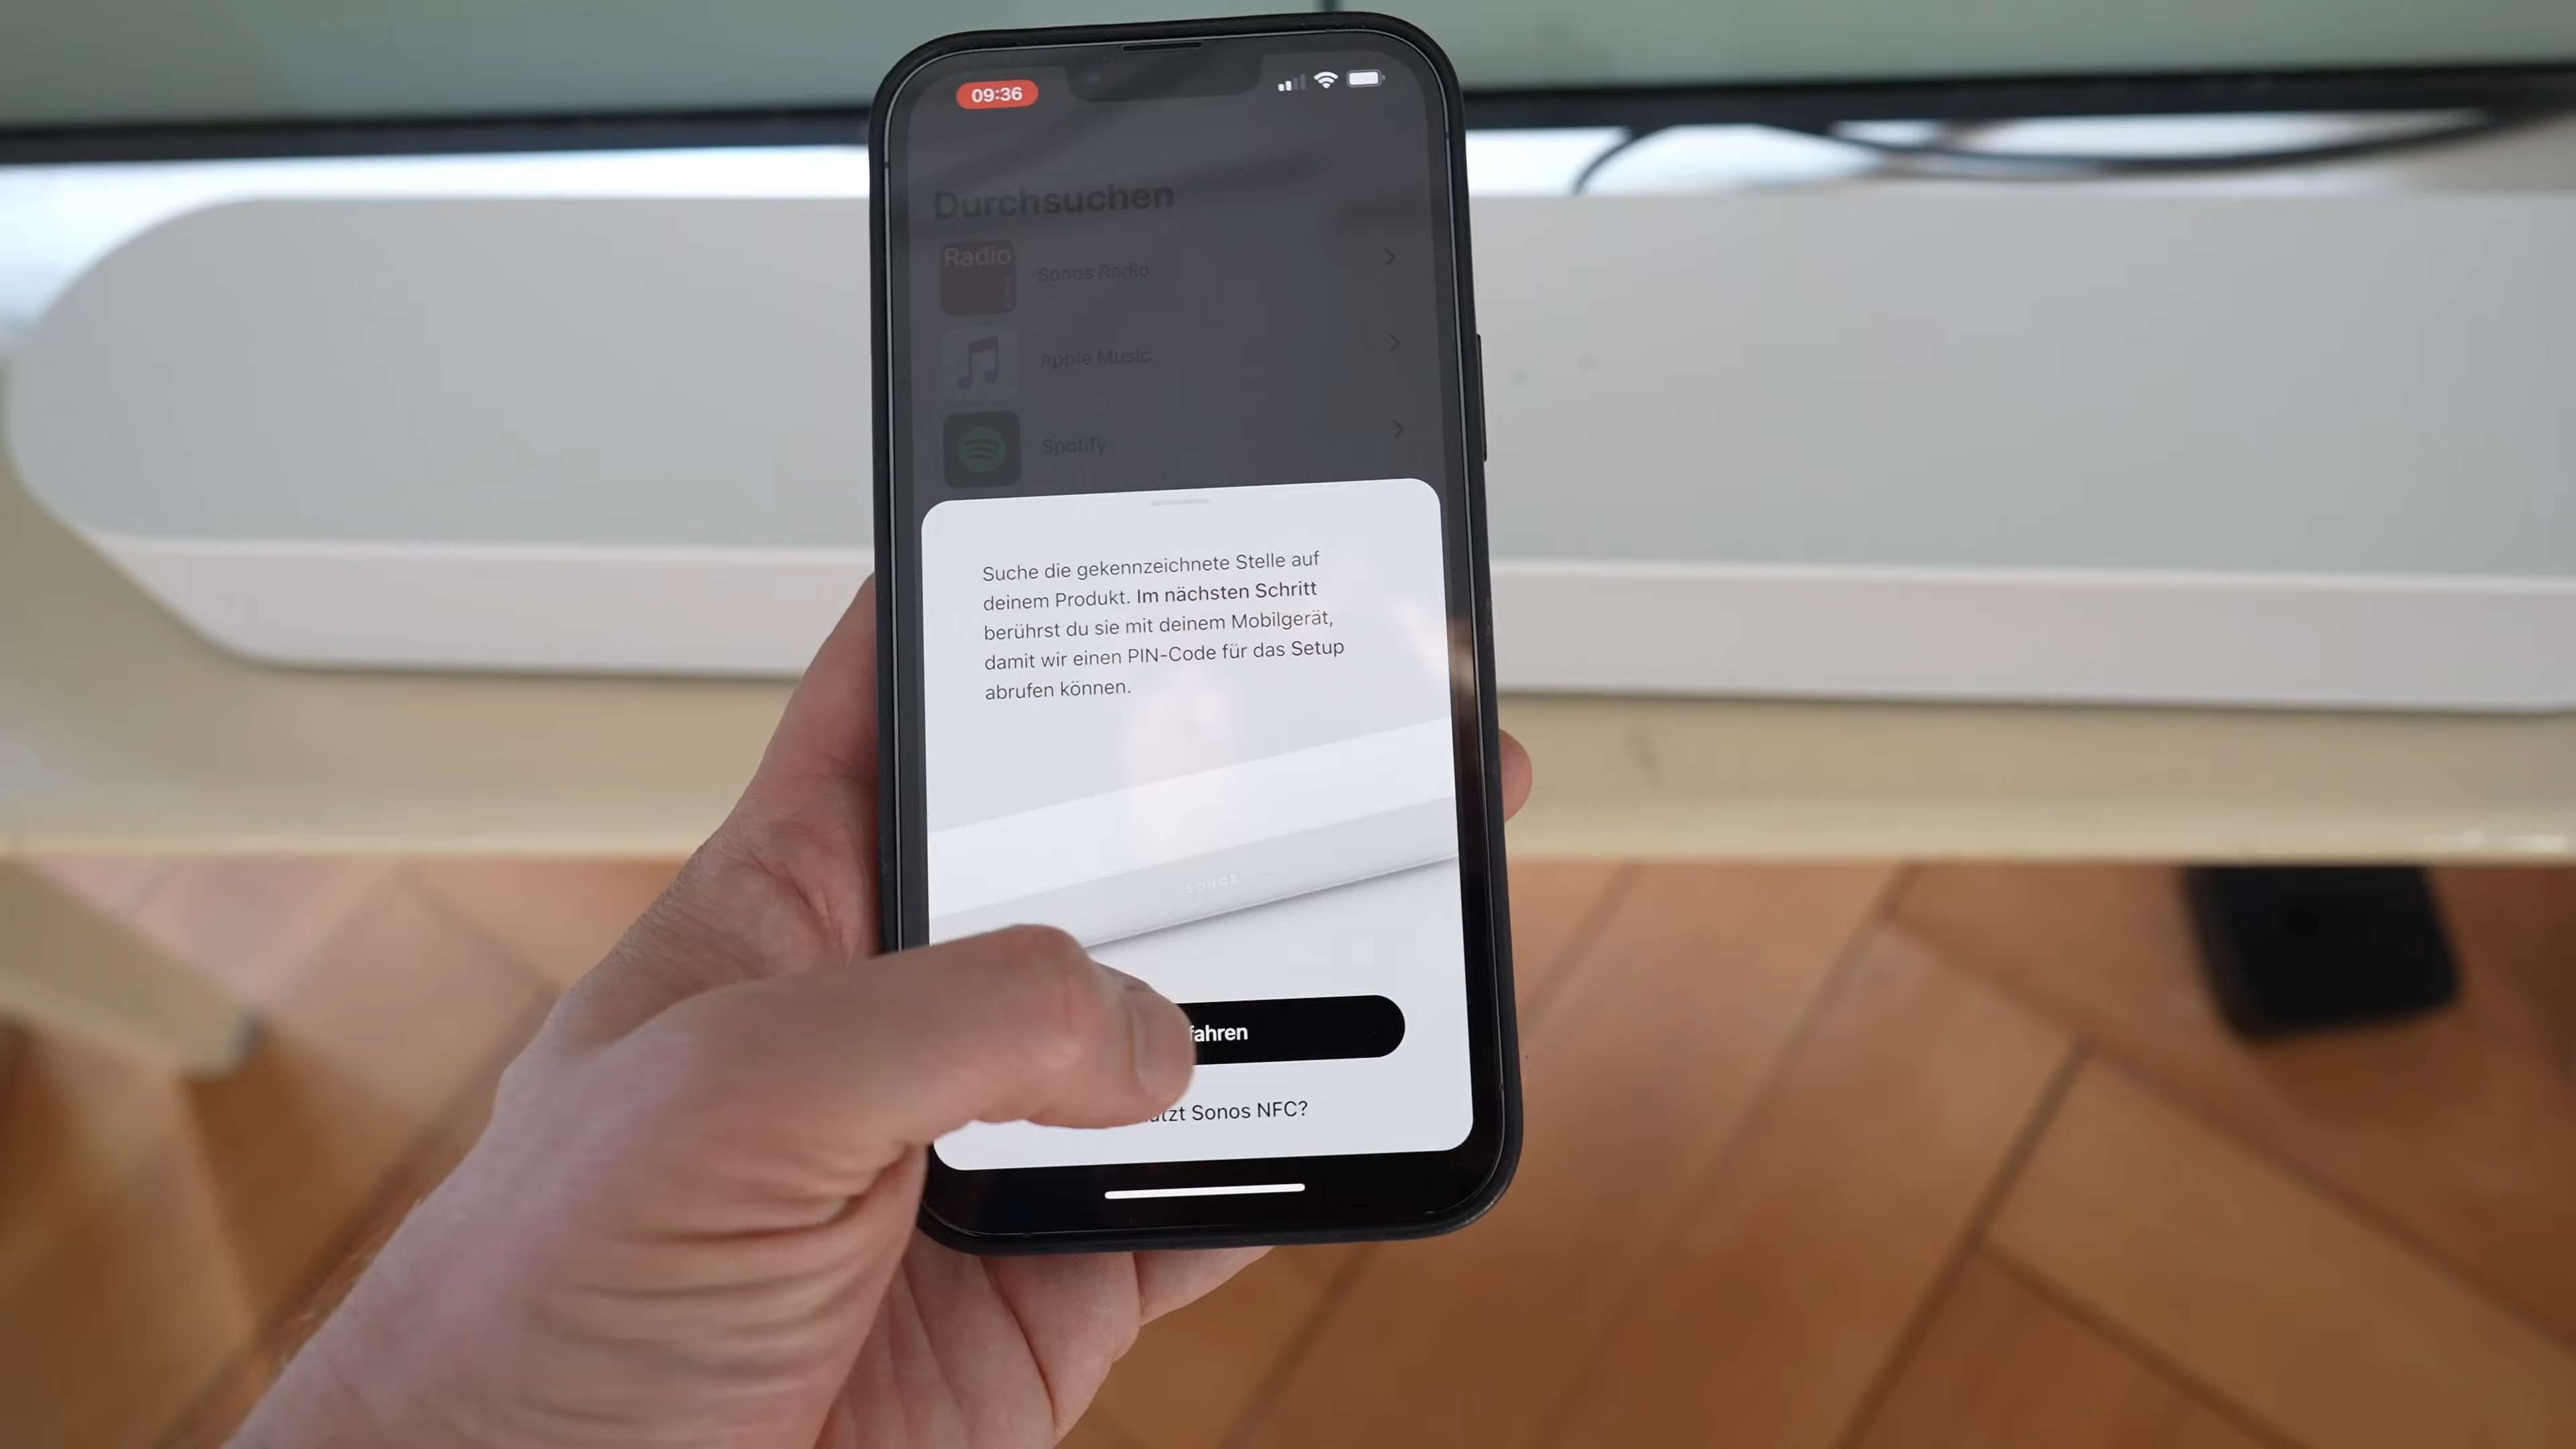 09:36
Durchsuchen
Radio
Sonos Radio
Apple Music
Spotify
Suche die gekennzeichnete Stelle auf
deinem Produkt. Im nächsten Schritt
berührst du sie mit deinem Mobilgerät,
damit wir einen PIN-Code für das Setup
abrufen können.
SONOS
fahren
utzt Sonos NFC?